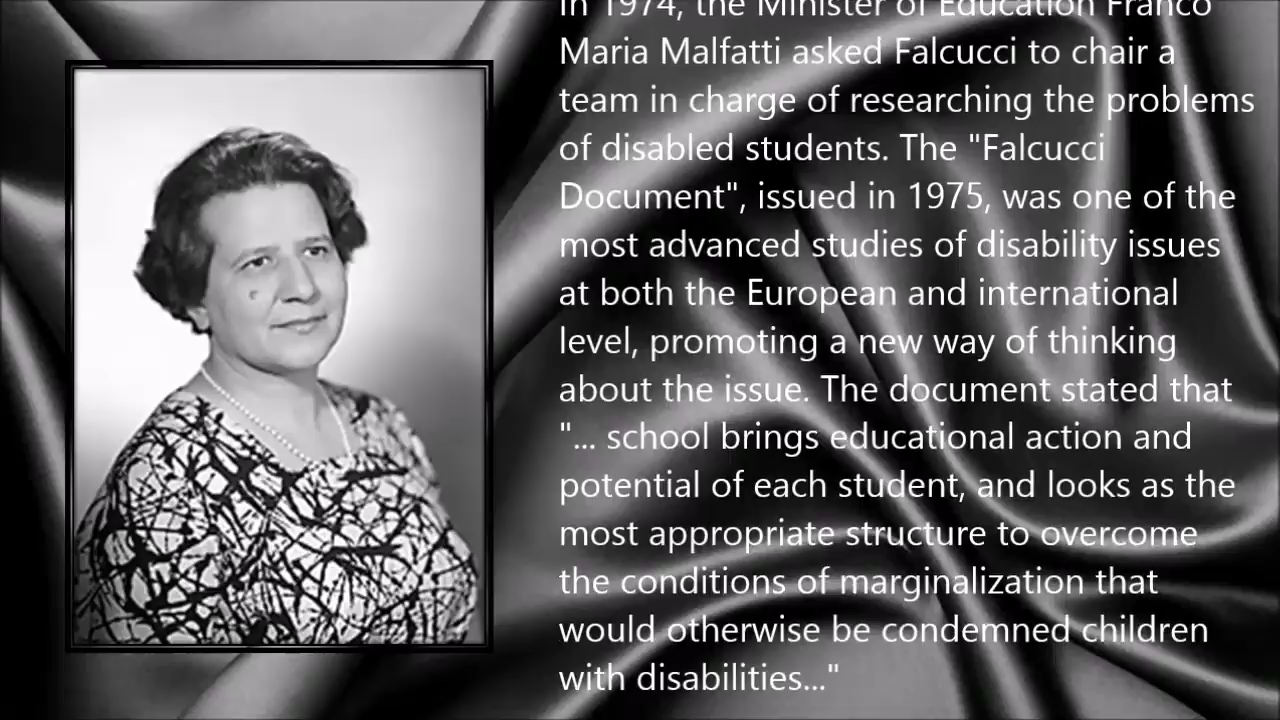 In 1974, the Minister of Education Franco
Maria Malfatti asked Falcucci to chair a
team in charge of researching the problems
of disabled students. The "Falcucci
Document", issued in 1975, was one of the
most advanced studies of disability issues
at both the European and international
level, promoting a new way of thinking
about the issue. The document stated that
"... school brings educational action and
potential of each student, and looks as the
most appropriate structure to overcome
the conditions of marginalization that
would otherwise be condemned children
with disabilities..."